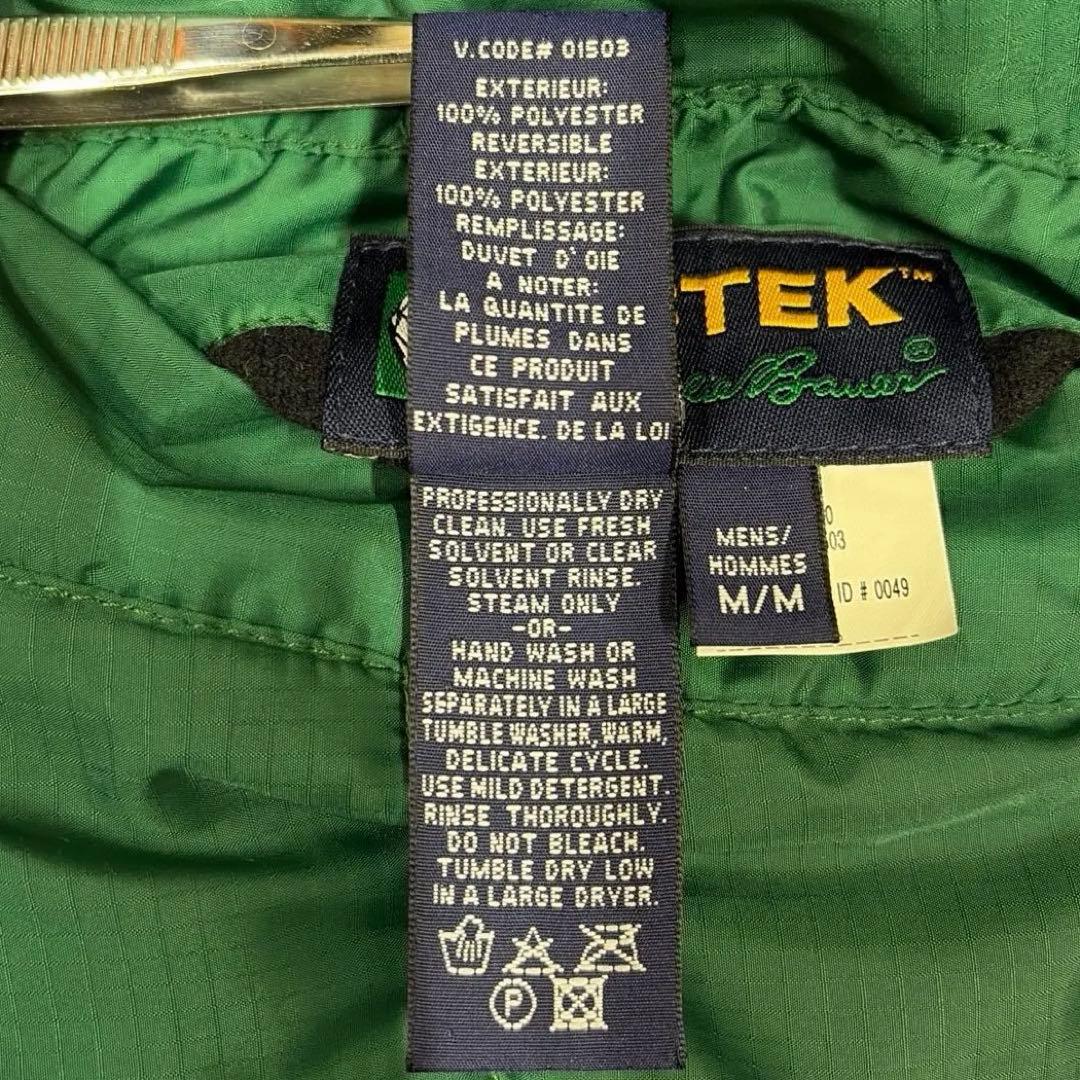 V.CODE# 01503
EXTERIEUR:
100% POLYESTER
REVERSIBLE
EXTERIEUR:
100% POLYESTER
REMPLISSAGE:
DUVET D'OIE
A NOTER:
LA QUANTITE DE
PLUMES DANS
CE PRODUIT
SATISFAIT AUX
EXTIGENCE. DE LA LOI
PROFESSIONALLY DRY
CLEAN. USE FRESH
SOLVENT OR CLEAR
SOLVENT RINSE.
STEAM ONLY
-OR-
HAND WASH OR
MACHINE WASH
SEPARATELY IN A LARGE
TUMBLE WASHER, WARM,
DELICATE CYCLE.
USE MILD DETERGENT.
RINSE THOROUGHLY.
DO NOT BLEACH.
TUMBLE DRY LOW
IN A LARGE DRYER.
P
TEK™
Bauer®
MENS/
HOMMES
M/M
0
03
ID # 0049